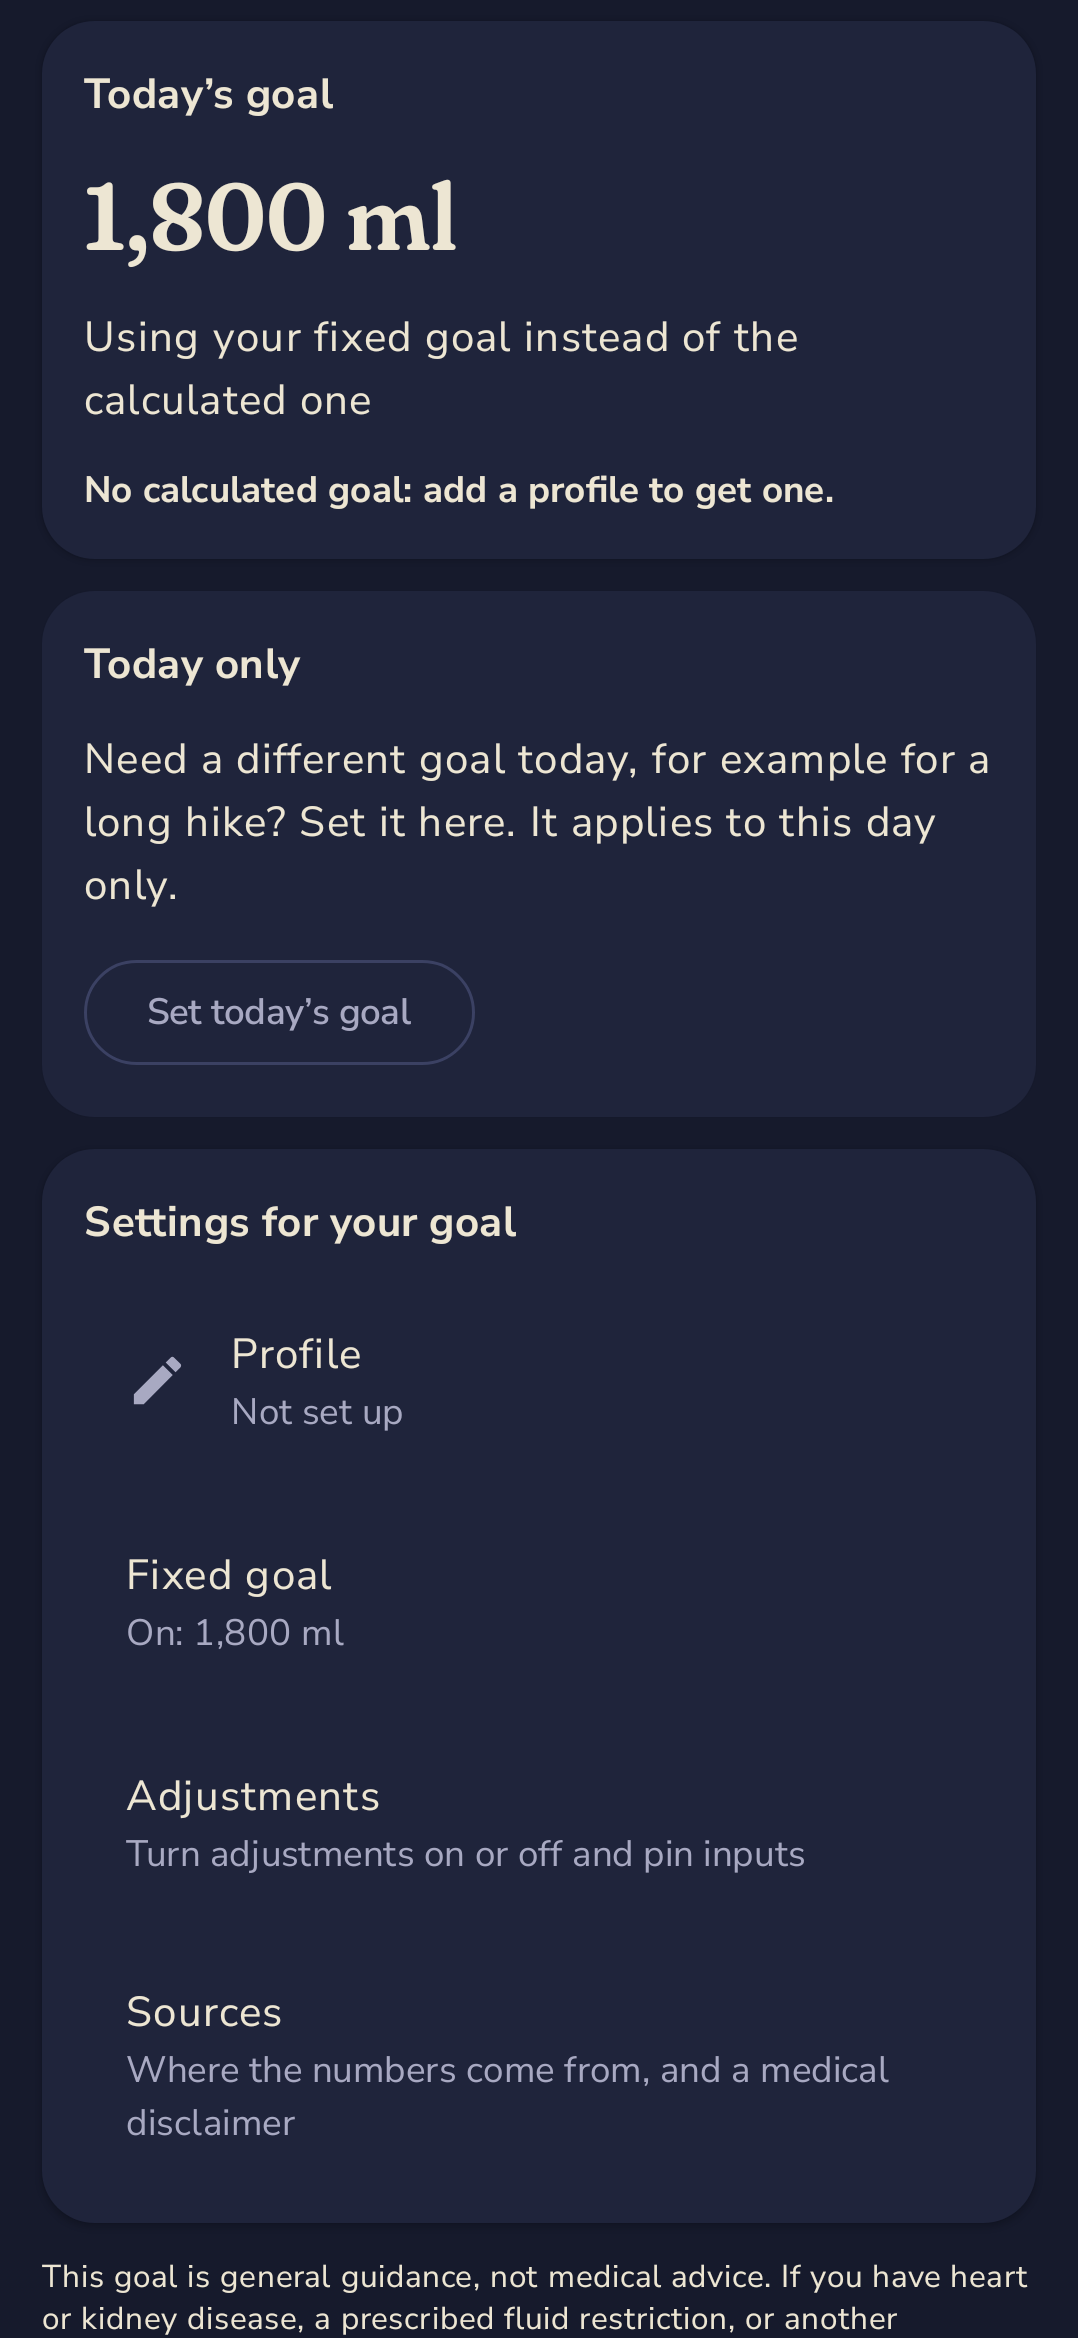 Today’s goal
1,800 ml
Using your fixed goal instead of the
calculated one
No calculated goal: add a profile to get one.
Today only
Need a different goal today, for example for a
long hike? Set it here. It applies to this day
only.
Set today’s goal
Settings for your goal
Profile
Not set up
Fixed goal
On: 1,800 ml
Adjustments
Turn adjustments on or off and pin inputs
Sources
Where the numbers come from, and a medical
disclaimer
This goal is general guidance, not medical advice. If you have heart
or kidney disease, a prescribed fluid restriction, or another